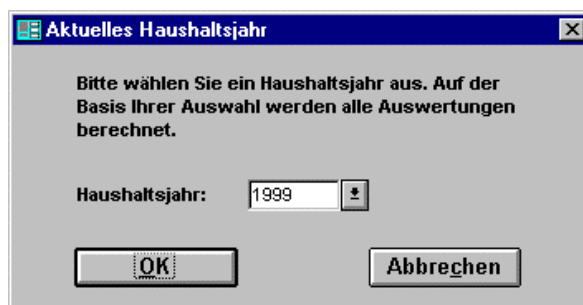 Aktuelles Haushaltsjahr
Bitte wählen Sie ein Haushaltsjahr aus. Auf der
Basis Ihrer Auswahl werden alle Auswertungen
berechnet.
Haushaltsjahr: 1999
OK Abbrechen